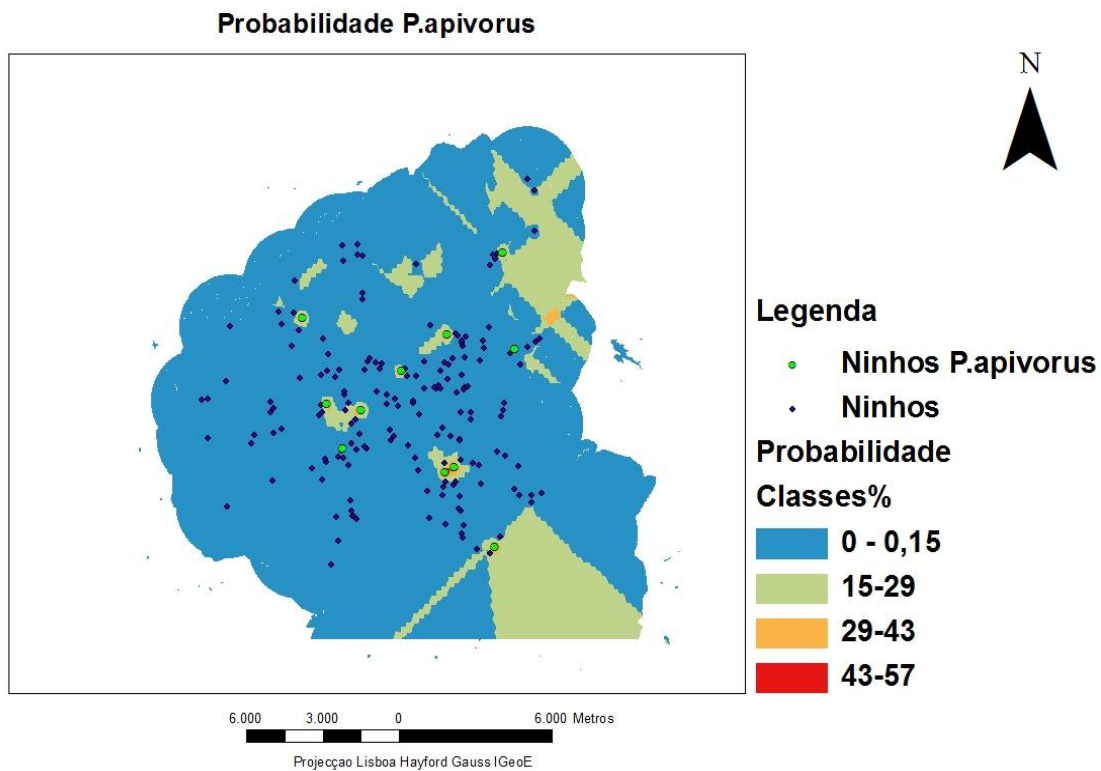 Probabilidade P.apivorus
N
Legenda
Ninhos P.apivorus
Ninhos
Probabilidade
Classes%
0 - 0,15
15-29
29-43
43-57
6.000 3.000 0 6.000 Metros
Projecçao Lisboa Hayford Gauss IGeoE